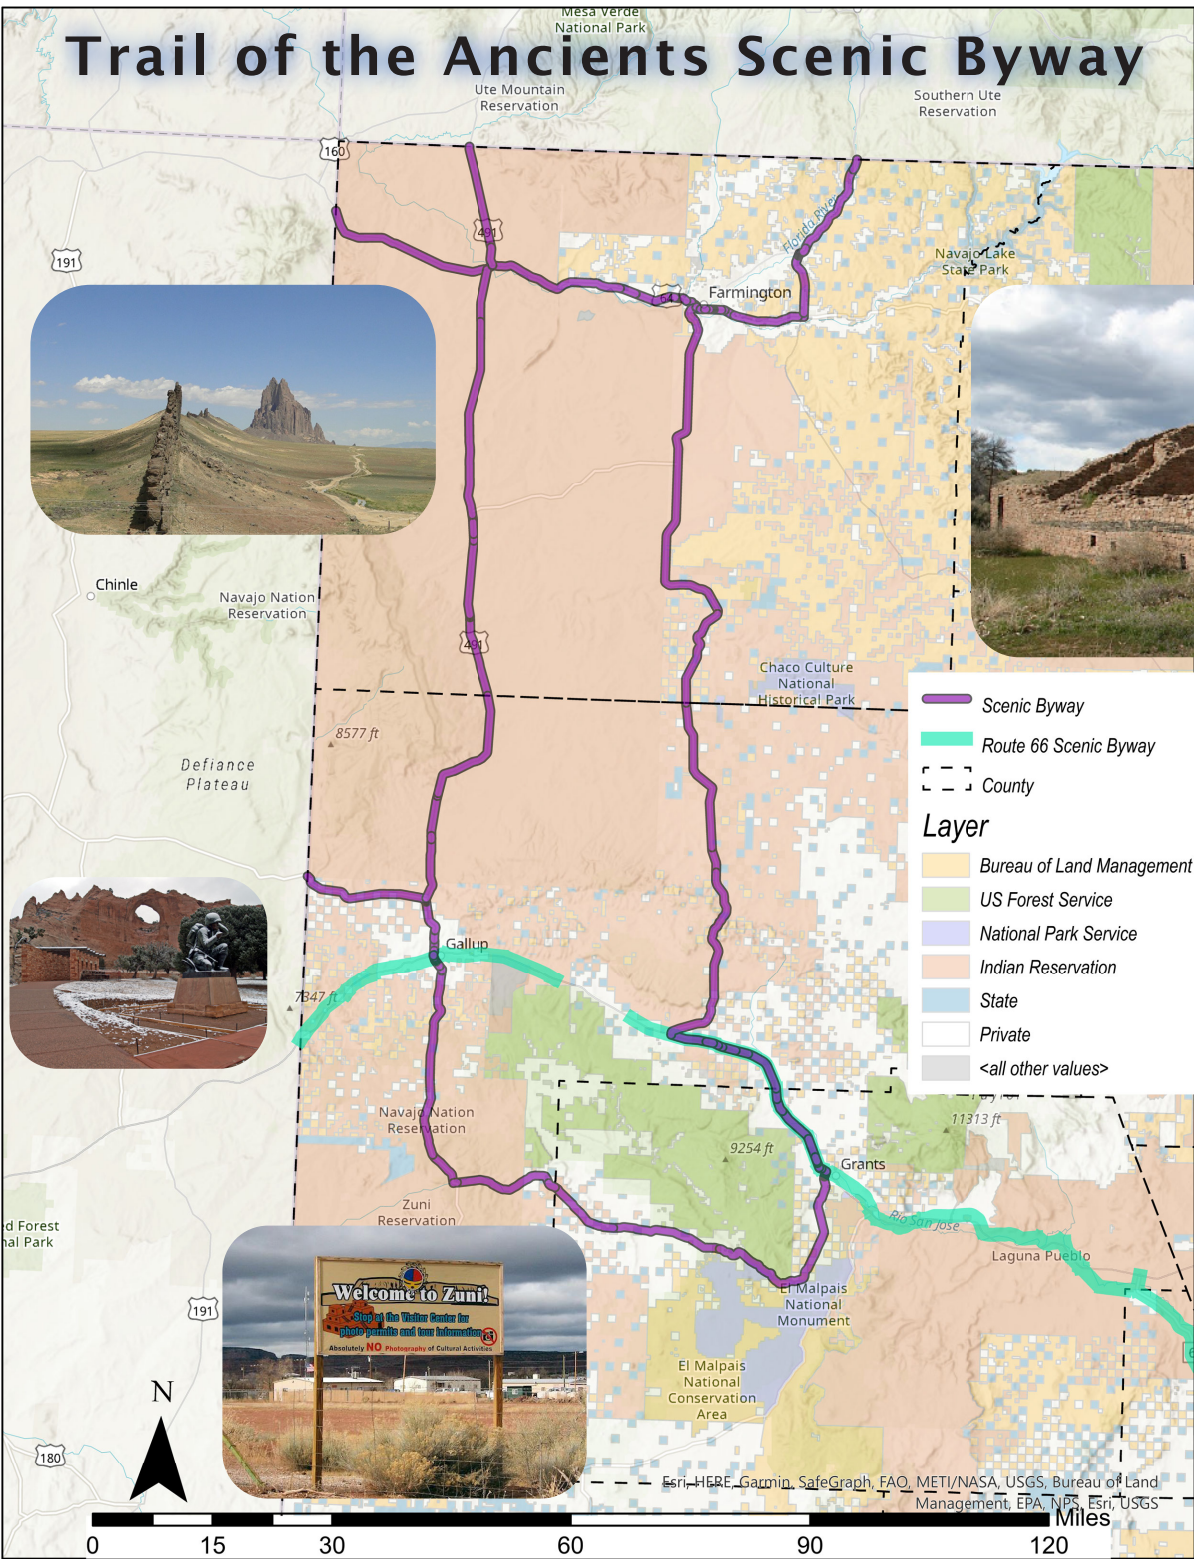 Mesa Verde
National Park
Trail of the Ancients Scenic Byway
Ute Mountain
Reservation
Southern Ute
Reservation
160
491
191
Florida River
Navajo Lake
State Park
Farmington
64
Chinle
Navajo Nation
Reservation
491
Chaco Culture
National
Historical Park
8577 ft
Defiance
Plateau
Scenic Byway
Route 66 Scenic Byway
County
Layer
Bureau of Land Management
US Forest Service
National Park Service
Indian Reservation
State
Private
<all other values>
Gallup
7347 ft
11313 ft
Navajo Nation
Reservation
9254 ft
Grants
Zuni
Reservation
Rio San Jose
Laguna Pueblo
ed Forest
nal Park
Welcome to Zuni!
Stop at the Visitor Center for
photo permits and tour information
Absolutely NO Photography of Cultural Activities
El Malpais
National
Monument
191
El Malpais
National
Conservation
Area
N
180
Esri, HERE, Garmin, SafeGraph, FAO, METI/NASA, USGS, Bureau of Land
Management, EPA, NPS, Esri, USGS
Miles
0 15 30 60 90 120